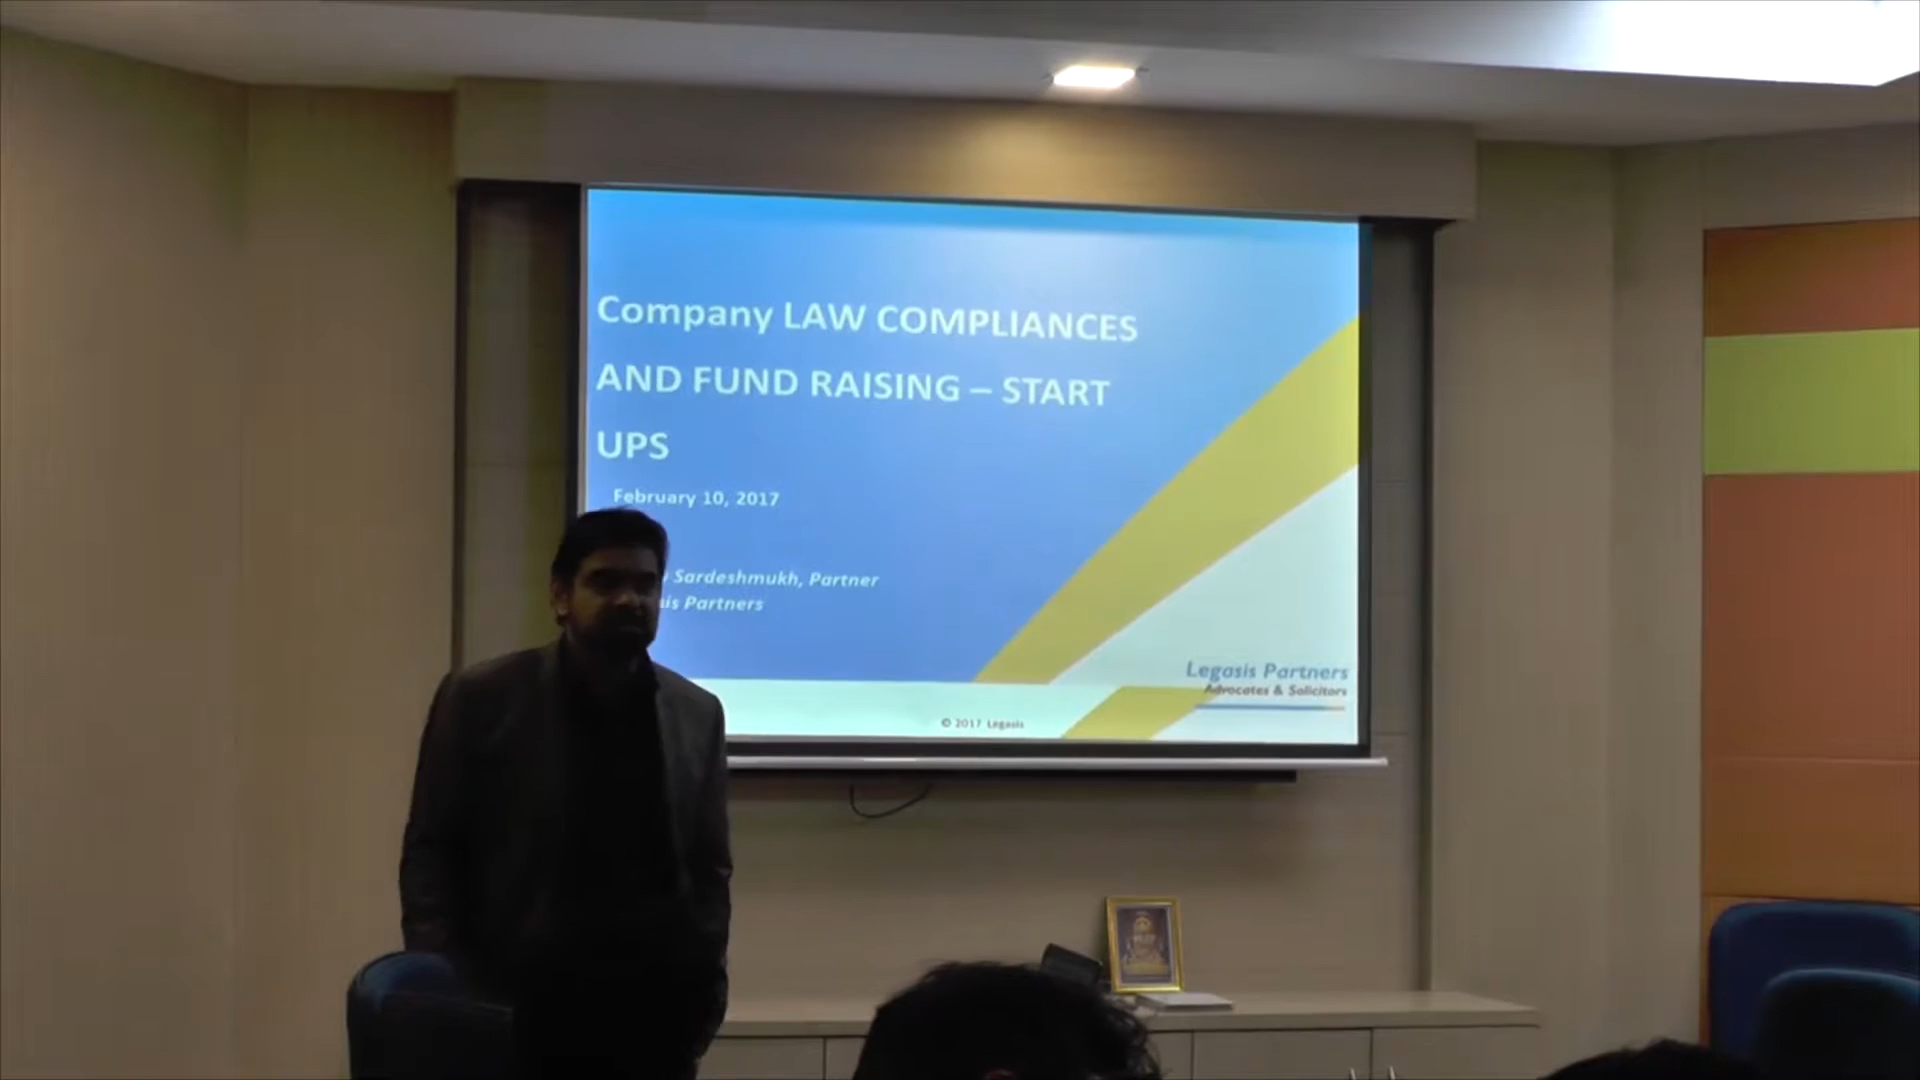 Company LAW COMPLIANCES
AND FUND RAISING – START
UPS
February 10, 2017
Sardeshmukh, Partner
Partners
Legasis Partners
Advocates & Solicitors
© 2017 Legasis